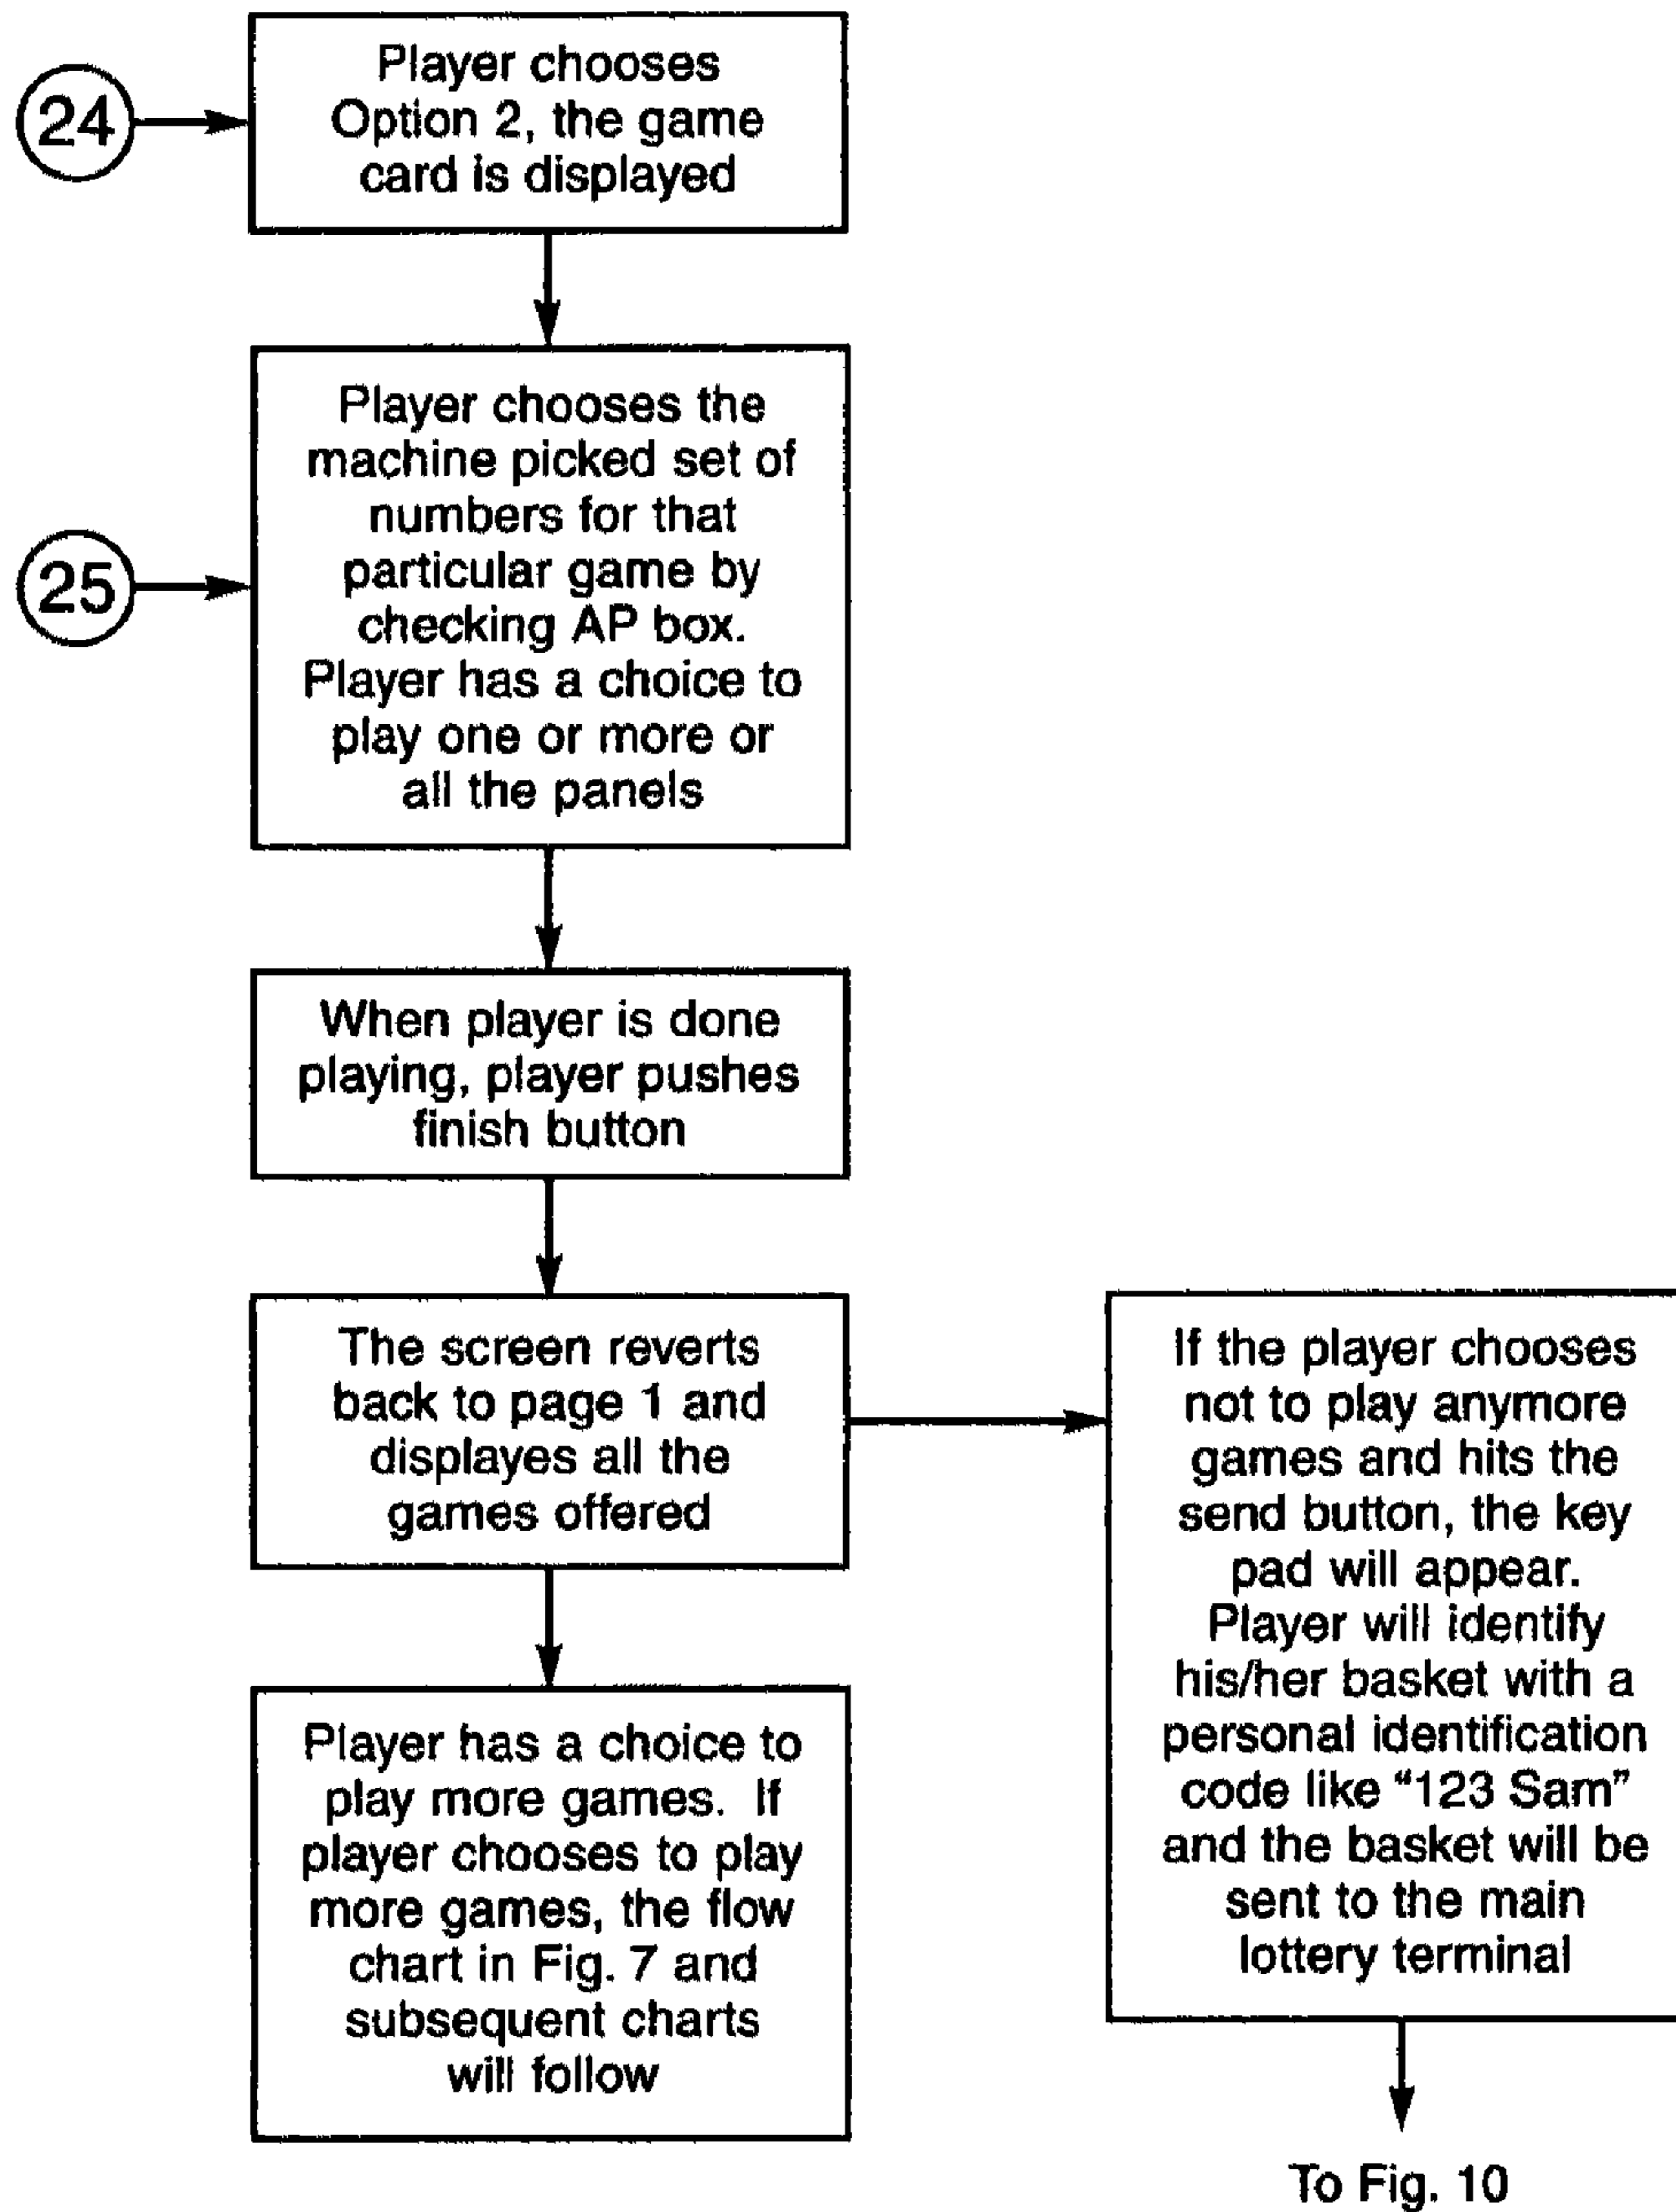 24
Player chooses
Option 2, the game
card is displayed
25
Player chooses the
machine picked set of
numbers for that
particular game by
checking AP box.
Player has a choice to
play one or more or
all the panels
When player is done
playing, player pushes
finish button
The screen reverts
back to page 1 and
displayes all the
games offered
Player has a choice to
play more games. If
player chooses to play
more games, the flow
chart in Fig. 7 and
subsequent charts
will follow
If the player chooses
not to play anymore
games and hits the
send button, the key
pad will appear.
Player will identify
his/her basket with a
personal identification
code like “123 Sam”
and the basket will be
sent to the main
lottery terminal
To Fig. 10